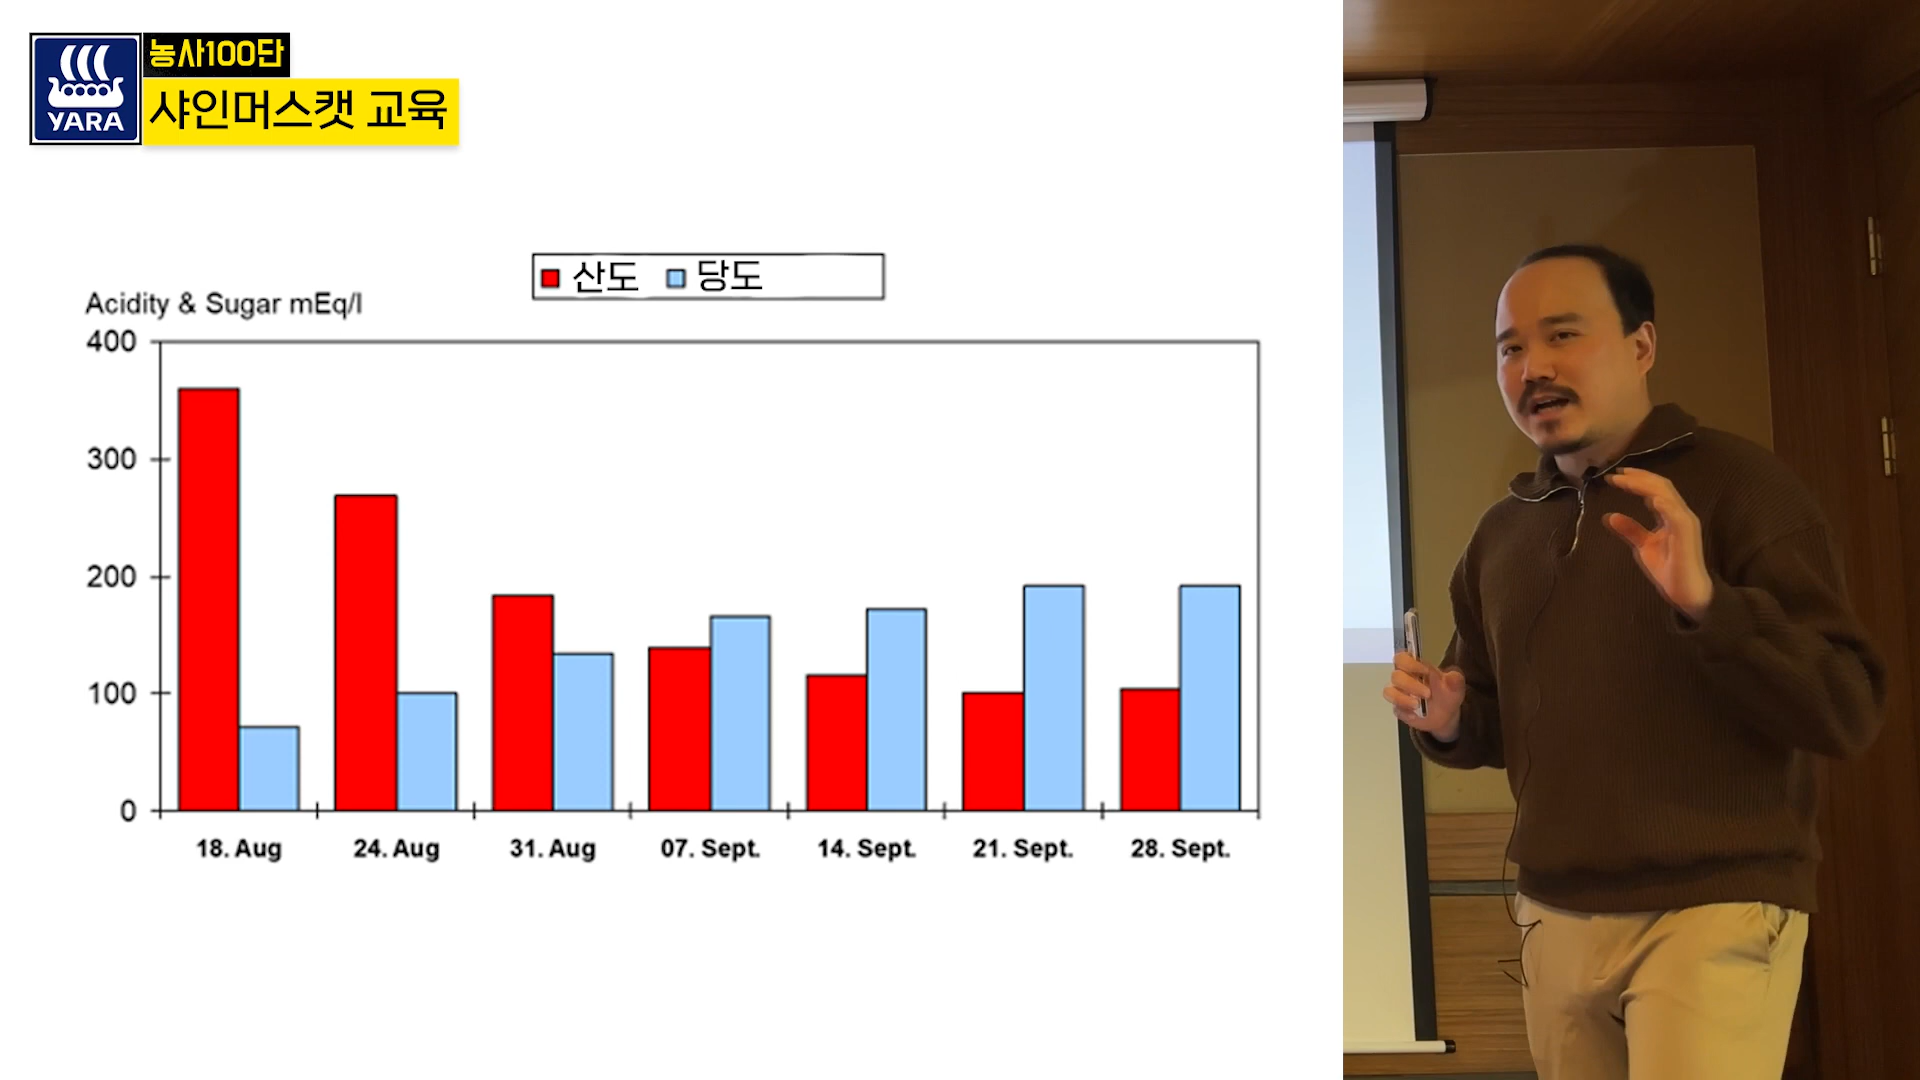 농사100단
YARA
샤인머스캣 교육
산도 당도
Acidity & Sugar mEq/l
400
300
200
100
0
18. Aug 24. Aug 31. Aug 07. Sept. 14. Sept. 21. Sept. 28. Sept.